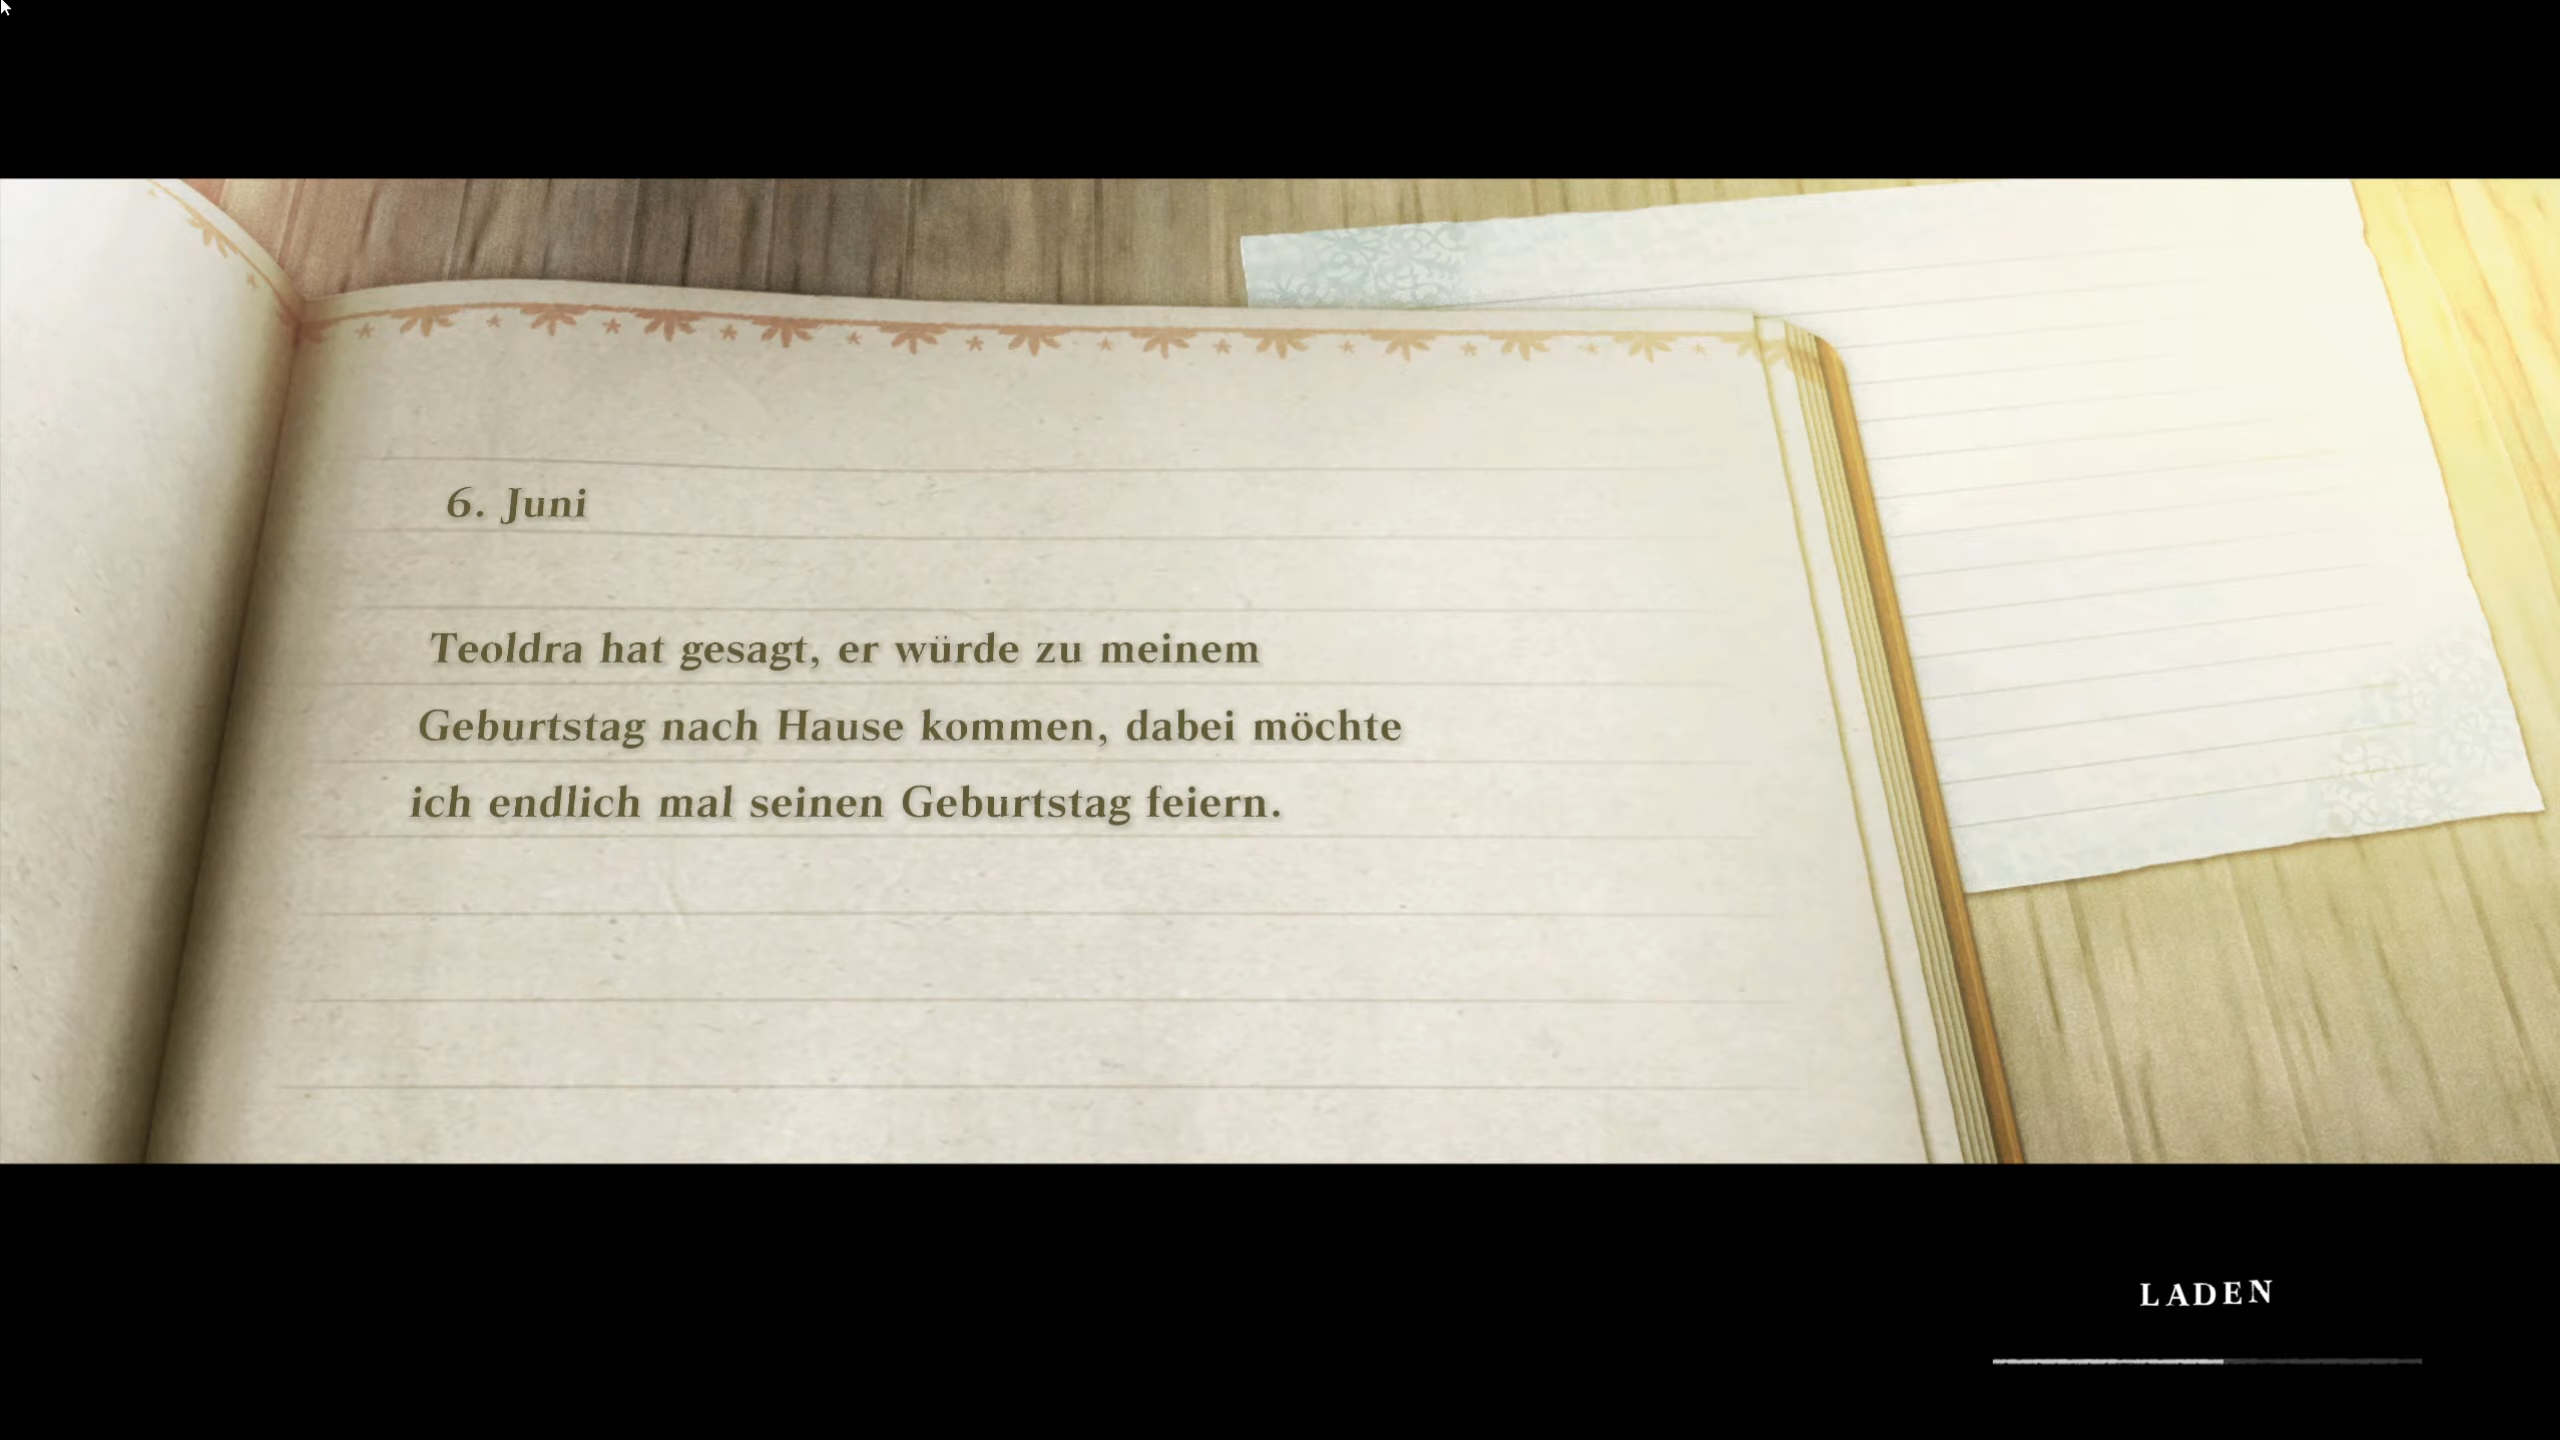 6. Juni
Teoldra hat gesagt, er würde zu meinem
Geburtstag nach Hause kommen, dabei möchte
ich endlich mal seinen Geburtstag feiern.
LADEN